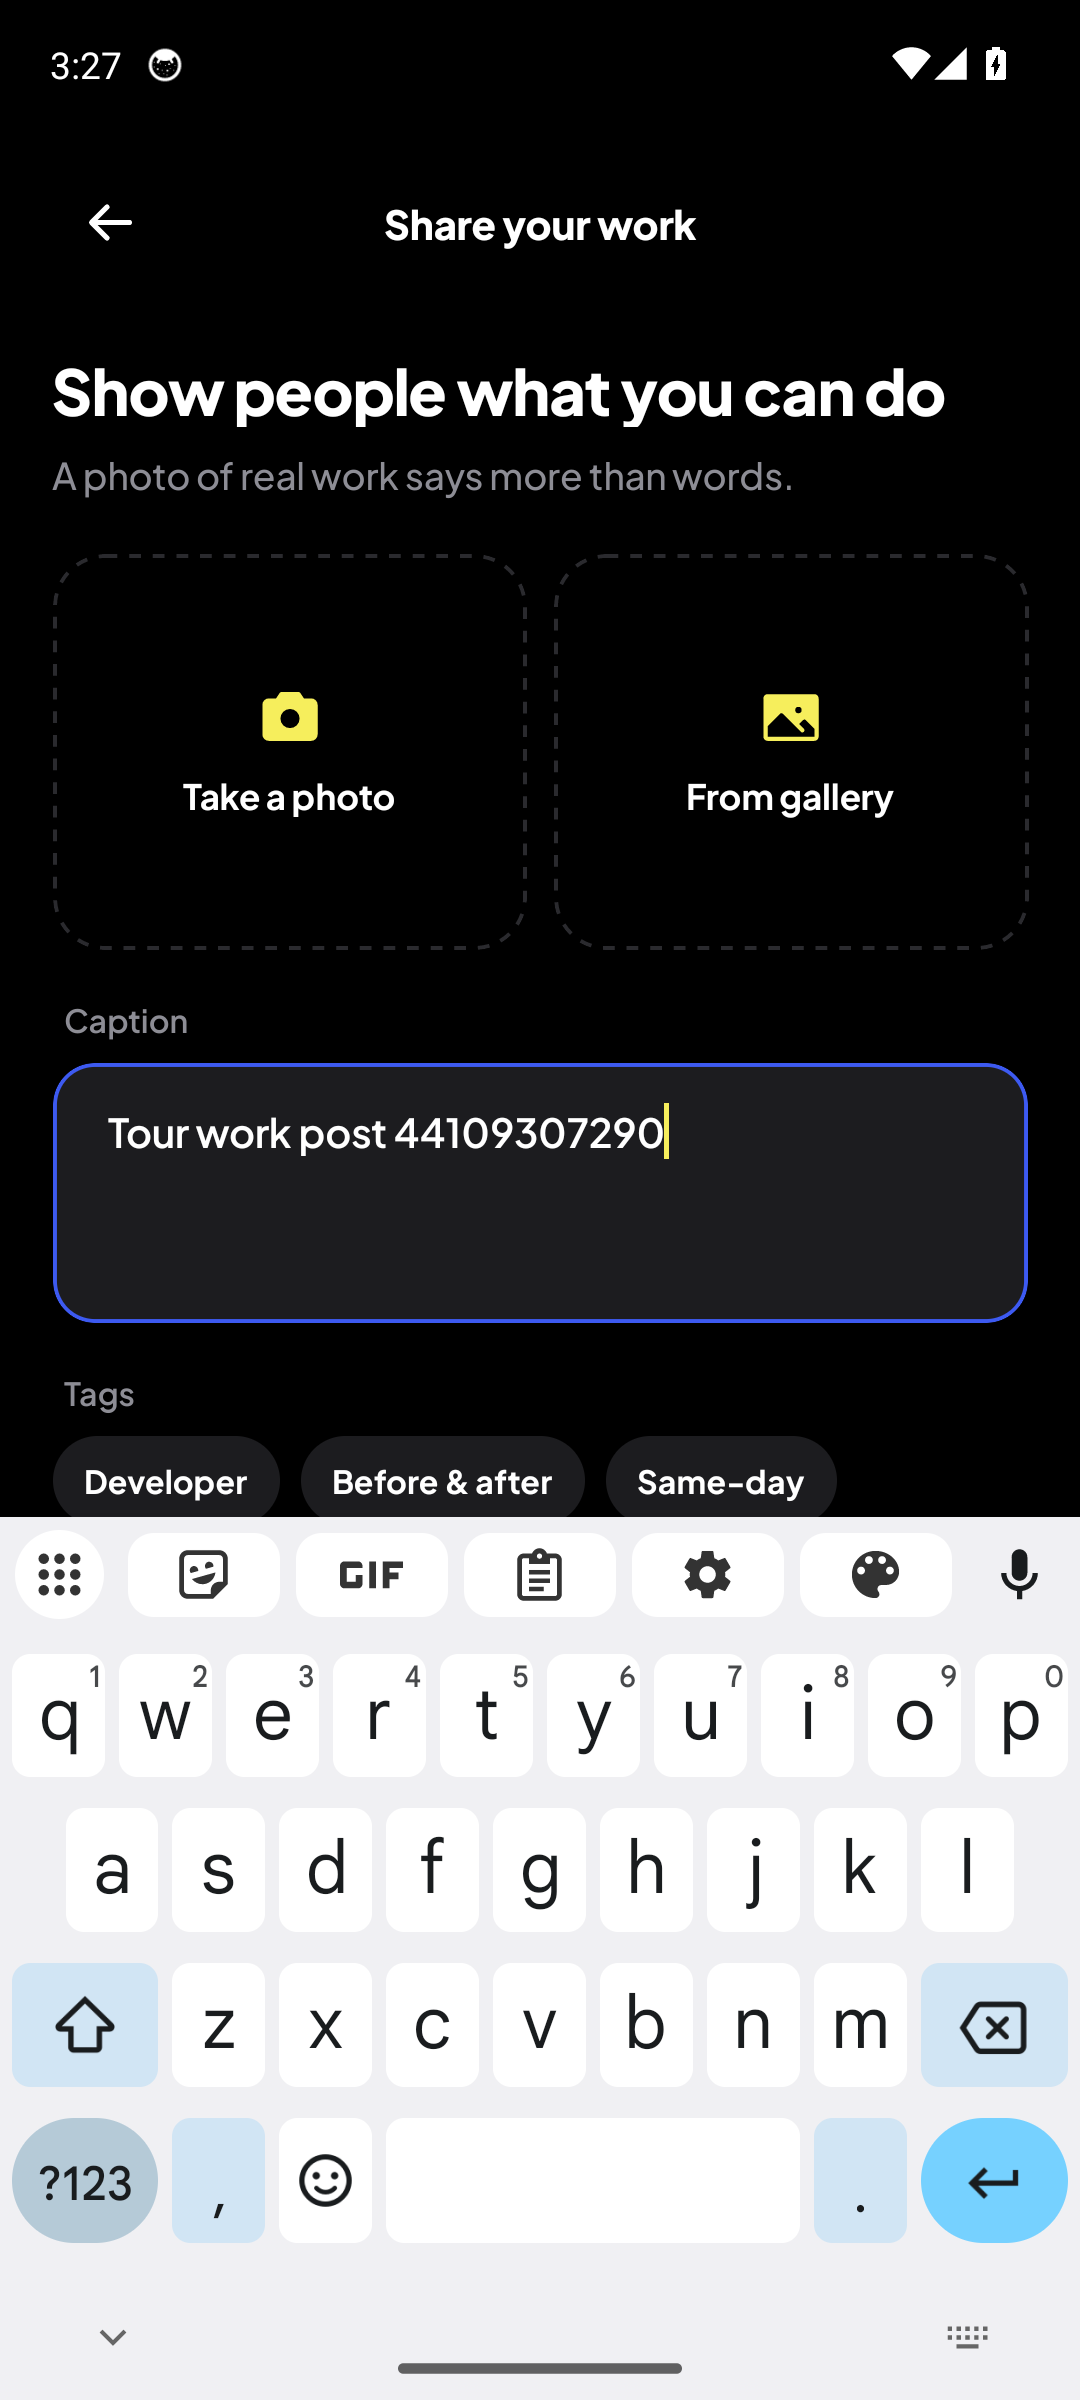 3:27
Share your work
Show people what you can do
A photo of real work says more than words.
Take a photo
From gallery
Caption
Tour work post 44109307290
Tags
Developer
Before & after
Same-day
GIF
q 1 w 2 e 3 r 4 t 5 y 6 u 7 i 8 o 9 p 0
a s d f g h j k l
z x c v b n m
?123 , .